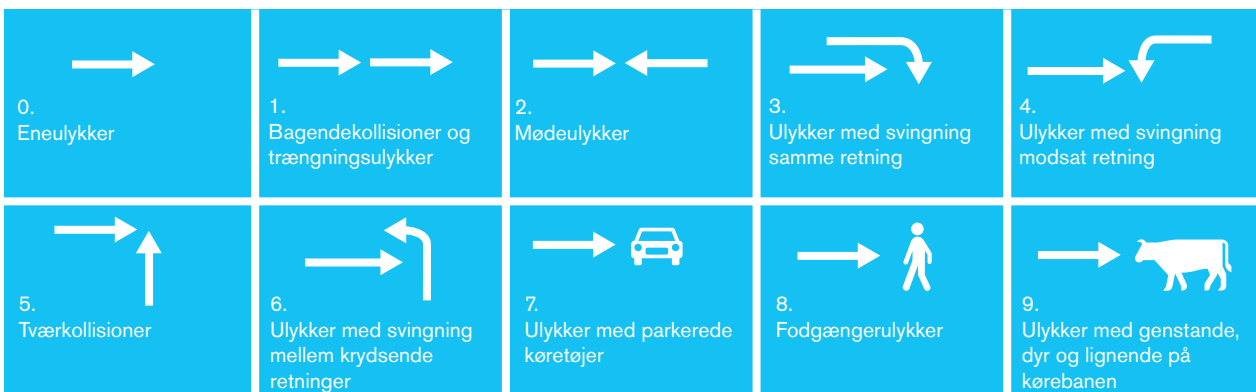 0.
Eneulykker
1.
Bagendekollisioner og
trængningsulykker
2.
Mødeulykker
3.
Ulykker med svingning
samme retning
4.
Ulykker med svingning
modsat retning
5.
Tværkollisioner
6.
Ulykker med svingning
mellem krydsende
retninger
7.
Ulykker med parkerede
køretøjer
8.
Fodgængerulykker
9.
Ulykker med genstande,
dyr og lignende på
kørebanen